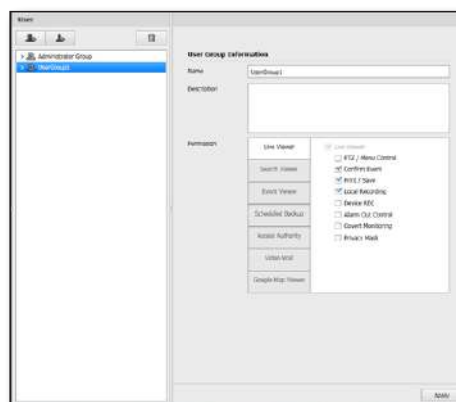 User
Administrator Group
UserGroup1
User Group Information
Name
UserGroup1
Description
Permission
Live Viewer
Search Viewer
Event Viewer
Scheduled Backup
Access Authority
Video Wall
Google Map Viewer
Live Viewer
PTZ / Menu Control
Confirm Event
Print / Save
Local Recording
Device REC
Alarm Out Control
Covert Monitoring
Privacy Mask
Apply